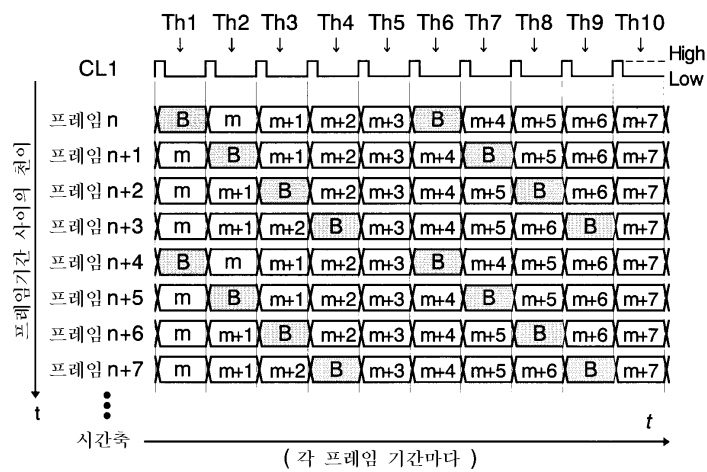 Th1 Th2 Th3 Th4 Th5 Th6 Th7 Th8 Th9 Th10
CL1 High
Low
프레임 n B m m+1 m+2 m+3 B m+4 m+5 m+6 m+7
프레임 n+1 m B m+1 m+2 m+3 m+4 B m+5 m+6 m+7
프레임 n+2 m m+1 B m+2 m+3 m+4 m+5 B m+6 m+7
프레임 n+3 m m+1 m+2 B m+3 m+4 m+5 m+6 B m+7
프레임 n+4 B m m+1 m+2 m+3 B m+4 m+5 m+6 m+7
프레임 n+5 m B m+1 m+2 m+3 m+4 B m+5 m+6 m+7
프레임 n+6 m m+1 B m+2 m+3 m+4 m+5 B m+6 m+7
프레임 n+7 m m+1 m+2 B m+3 m+4 m+5 m+6 B m+7
프레임기간 사이의 천이
t
t
시간축
( 각 프레임 기간마다 )